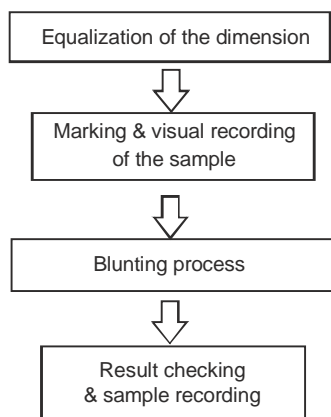 Equalization of the dimension
Marking & visual recording
of the sample
Blunting process
Result checking
& sample recording